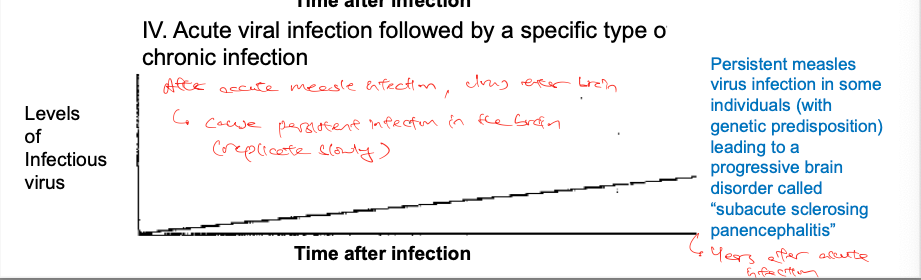 Time after infection
IV. Acute viral infection followed by a specific type o
chronic infection
After accute measle infection, virus enter brain
↳ cause persistent infection in the brain
(replicate slowly)
Levels
of
Infectious
virus
Persistent measles
virus infection in some
individuals (with
genetic predisposition)
leading to a
progressive brain
disorder called
“subacute sclerosing
panencephalitis”
Time after infection
↳ Years after accute
infection